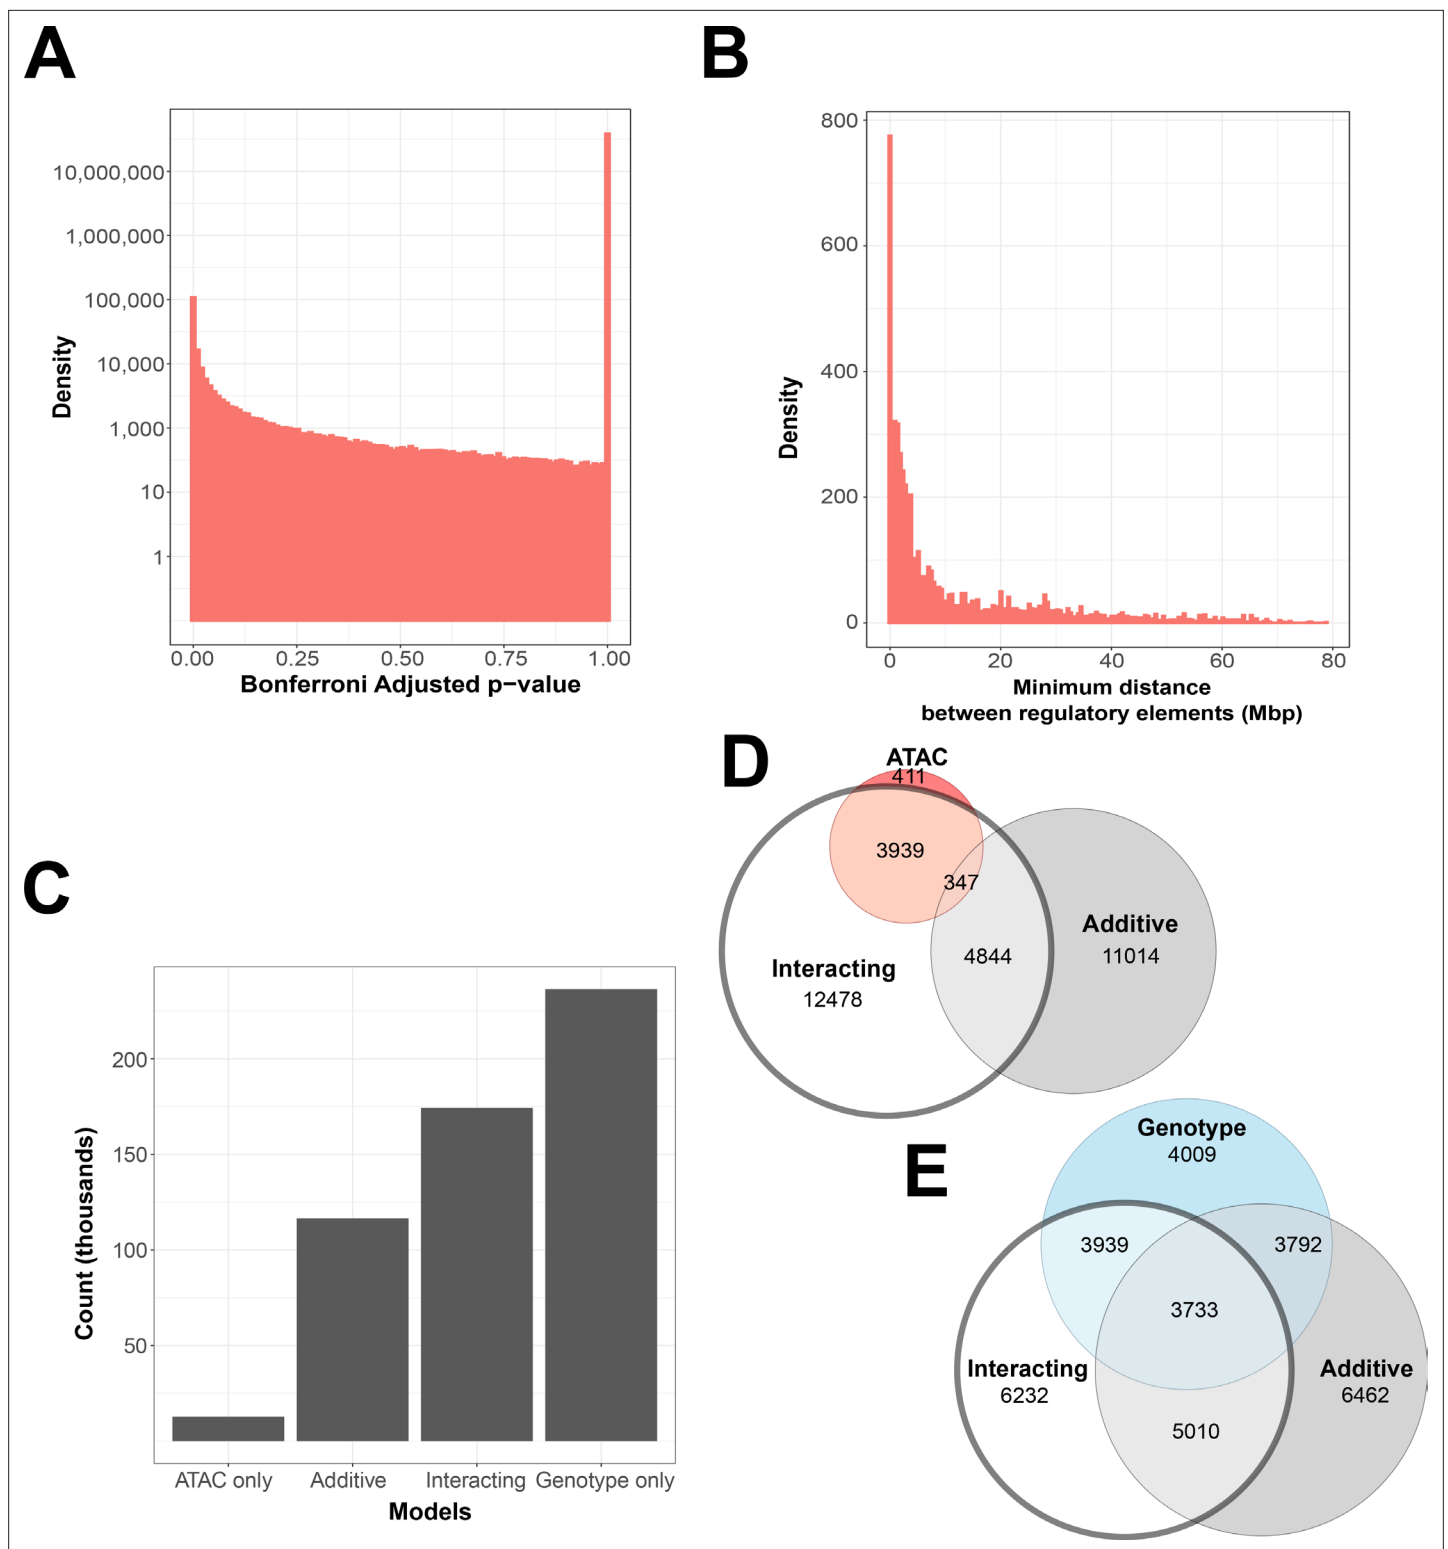 A
10,000,000
1,000,000
100,000
10,000
1,000
10
1
Density
0.00 0.25 0.50 0.75 1.00
Bonferroni Adjusted p−value
B
800
600
400
200
0
Density
0 20 40 60 80
Minimum distance
between regulatory elements (Mbp)
C
200
150
100
50
Count (thousands)
ATAC only Additive Interacting Genotype only
Models
D
ATAC
411
3939
347
Additive
11014
4844
Interacting
12478
E
Genotype
4009
3939
3792
3733
Interacting
6232
Additive
6462
5010